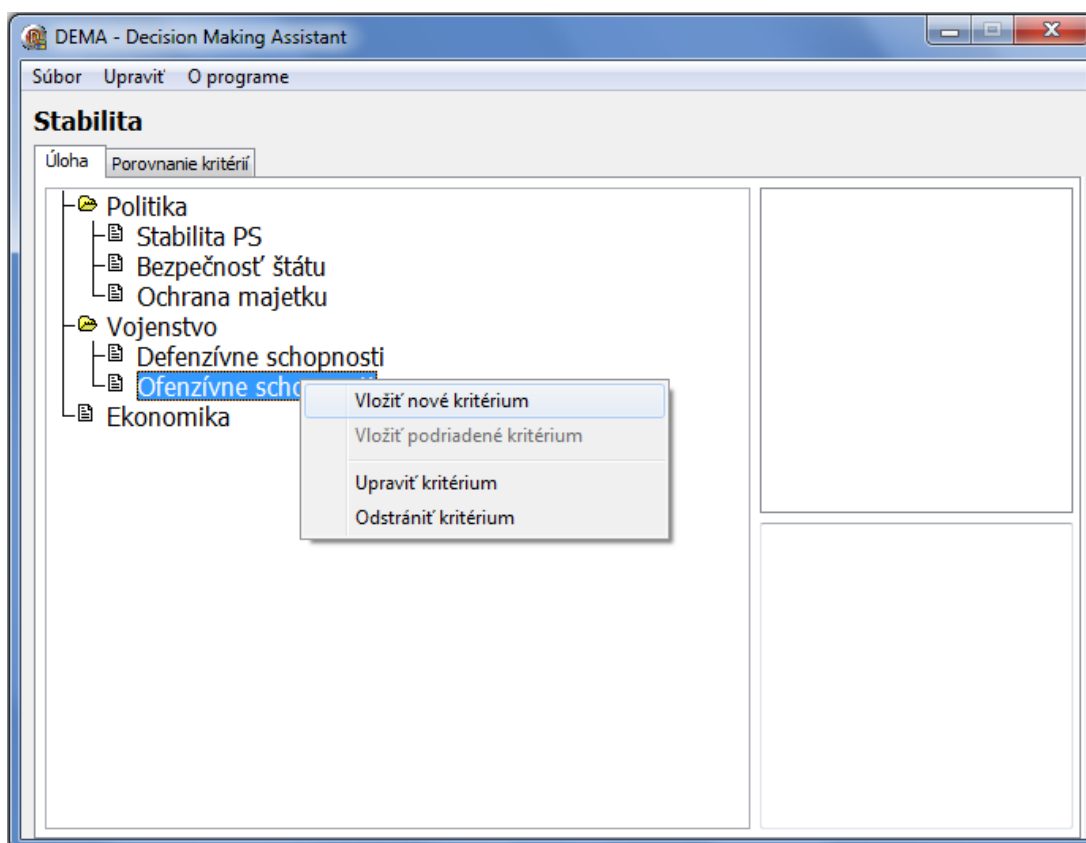 DEMA - Decision Making Assistant
Súbor Upraviť O programe
Stabilita
Úloha Porovnanie kritérií
Politika
Stabilita PS
Bezpečnosť štátu
Ochrana majetku
Vojenstvo
Defenzívne schopnosti
Ofenzívne
Ekonomika
Vložiť nové kritérium
Vložiť podriadené kritérium
Upraviť kritérium
Odstrániť kritérium